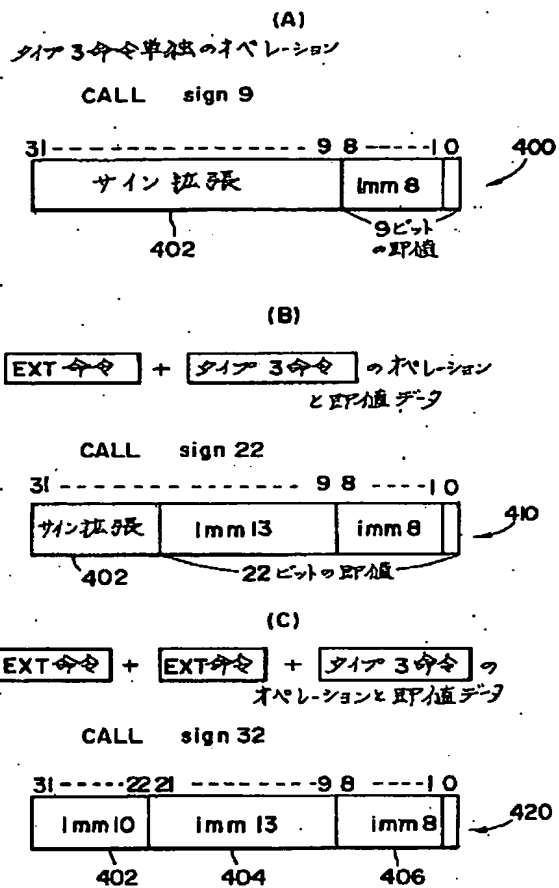 (A)
タイプ 3命令単独のオペレーション
CALL sign 9
31 9 8 1 0
サイン拡張 imm 8
400
402
9ビット
の即値
(B)
EXT命令 + タイプ 3命令 のオペレーション
と即値データ
CALL sign 22
31 9 8 1 0
サイン拡張 imm 13 imm 8
410
402
22ビットの即値
(C)
EXT命令 + EXT命令 + タイプ 3命令 の
オペレーションと即値データ
CALL sign 32
31 22 21 9 8 1 0
imm 10 imm 13 imm 8
420
402 404 406